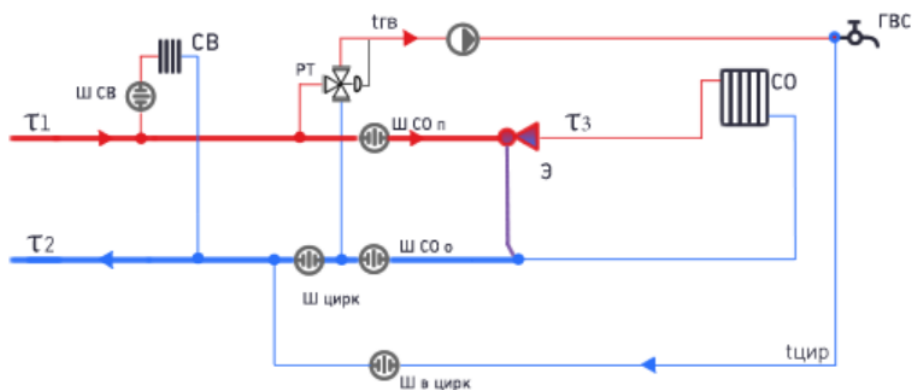 tгв
ГВС
СВ
РТ
СО
Ш СВ
τ1
Ш СО п
τ3
Э
τ2
Ш СО о
Ш цирк
tцир
Ш в цирк